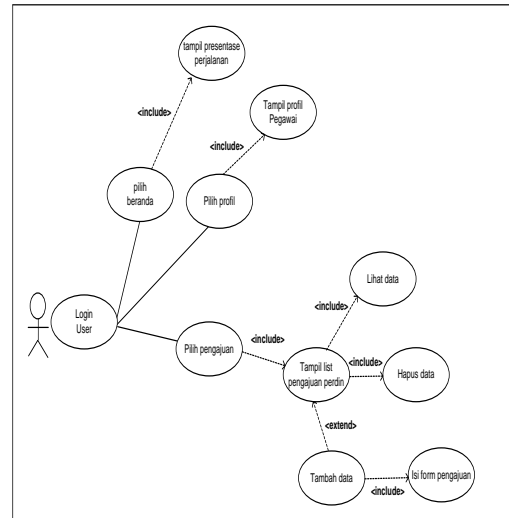 tampil presentase
perjalanan
<include>
Tampil profil
Pegawai
<include>
pilih
beranda
Pilih profil
Login
User
Pilih pengajuan
<include>
Tampil list
pengajuan perdin
<include>
Lihat data
<include>
Hapus data
<extend>
Tambah data
<include>
Isi form pengajuan